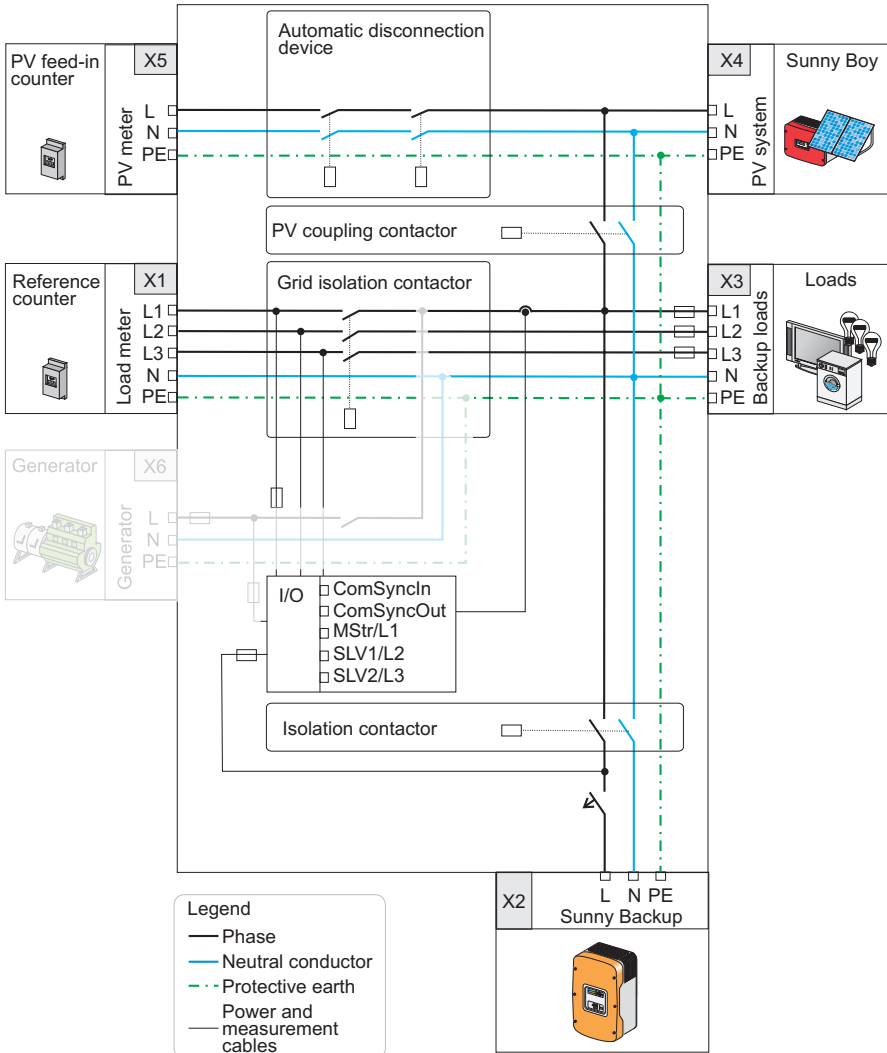 Automatic disconnection
device
PV feed-in
counter
X5
PV meter
L
N
PE
X4
Sunny Boy
PV system
L
N
PE
PV coupling contactor
Reference
counter
X1
Load meter
L1
L2
L3
N
PE
Grid isolation contactor
X3
Loads
Backup loads
L1
L2
L3
N
PE
Generator
X6
Generator
L
N
PE
I/O
ComSyncIn
ComSyncOut
MStr/L1
SLV1/L2
SLV2/L3
Isolation contactor
X2
L N PE
Sunny Backup
Legend
Phase
Neutral conductor
Protective earth
Power and
measurement
cables